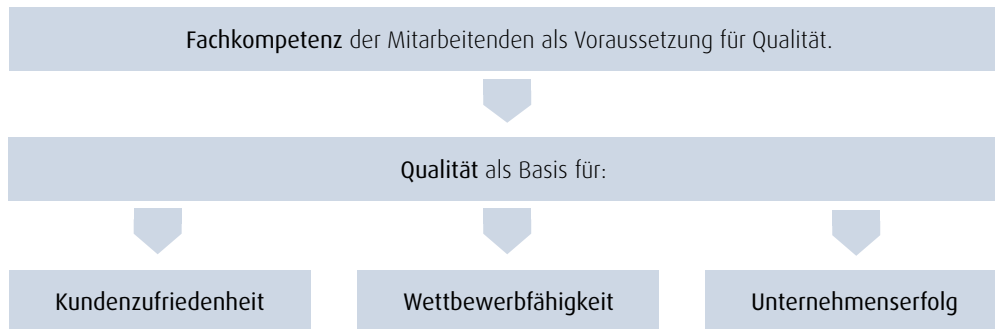 Fachkompetenz der Mitarbeitenden als Voraussetzung für Qualität.
Qualität als Basis für:
Kundenzufriedenheit
Wettbewerbfähigkeit
Unternehmenserfolg